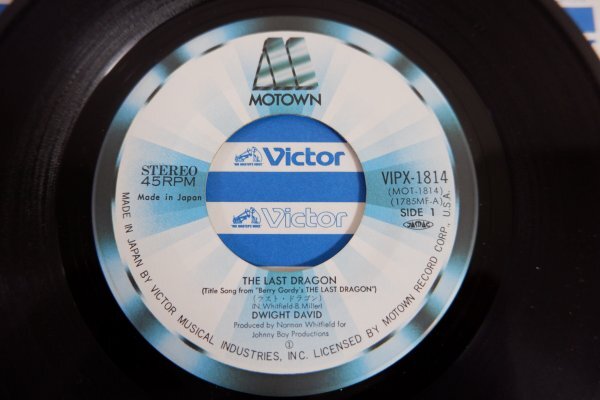 MOTOWN
Victor
Victor
STEREO
45RPM
Made in Japan
VIPX-1814
(MOT-1814)
(1785MF-A)
SIDE 1
JASRAC
THE LAST DRAGON
(Title Song from "Berry Gordy's THE LAST DRAGON")
(ラスト・ドラゴン)
(N. Whitfield-B. Miller)
DWIGHT DAVID
Produced by Norman Whitfield for
Johnny Boy Productions
①
MADE IN JAPAN BY VICTOR MUSICAL INDUSTRIES, INC. LICENSED BY MOTOWN RECORD CORP., U.S.A.